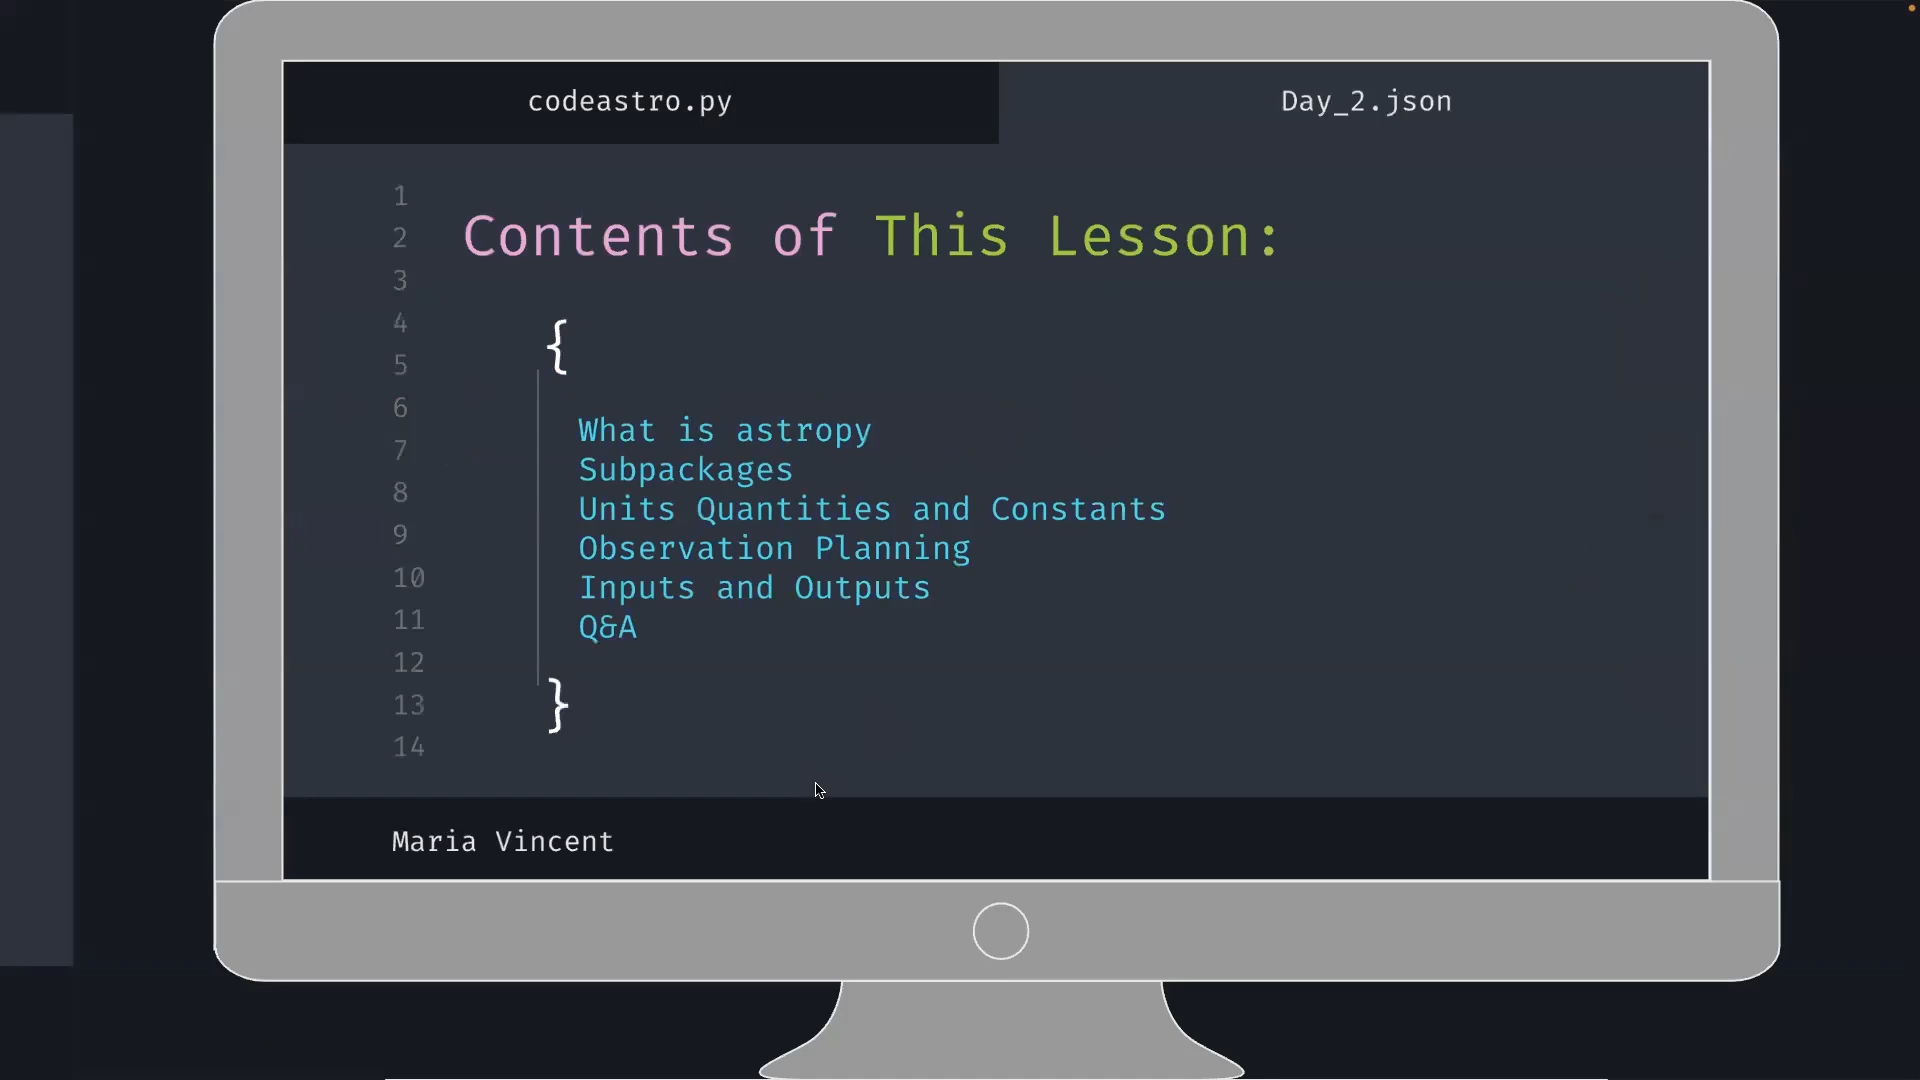 codeastro.py
Day_2.json
1
2
3
4
5
6
7
8
9
10
11
12
13
14
Contents of This Lesson:
{
What is astropy
Subpackages
Units Quantities and Constants
Observation Planning
Inputs and Outputs
Q&A
}
Maria Vincent